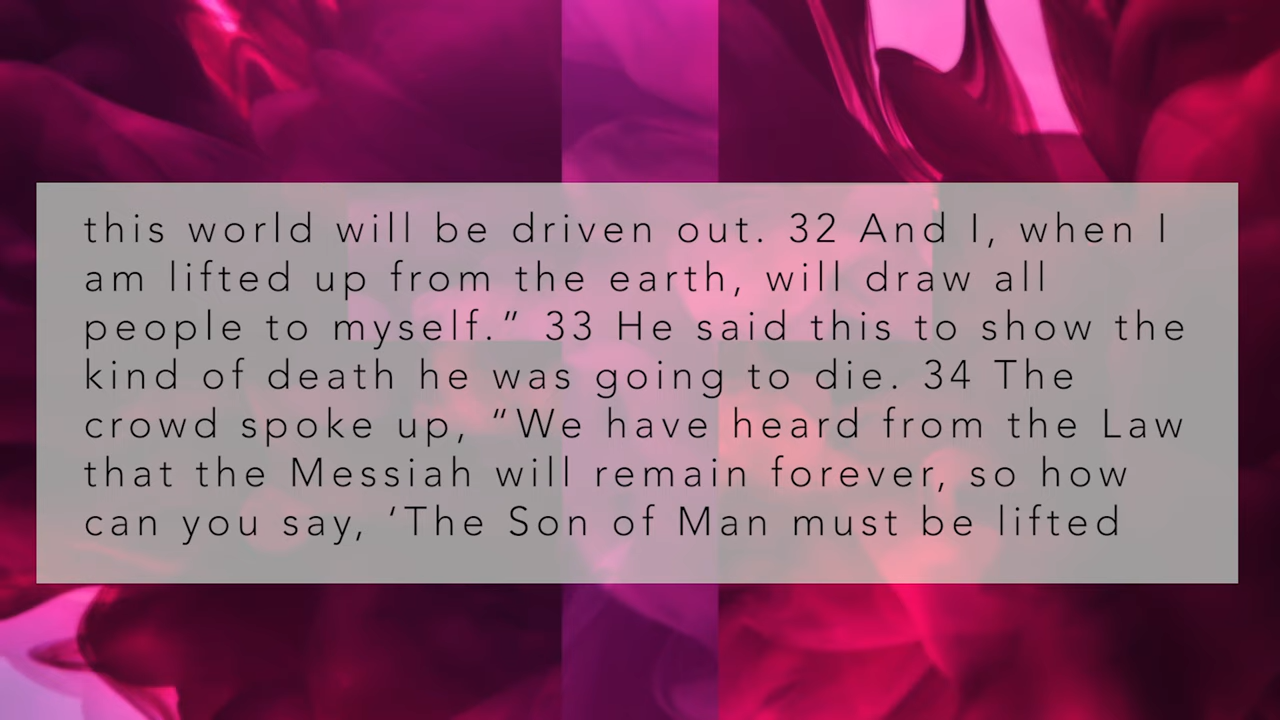 this world will be driven out. 32 And I, when I
am lifted up from the earth, will draw all
people to myself.” 33 He said this to show the
kind of death he was going to die. 34 The
crowd spoke up, “We have heard from the Law
that the Messiah will remain forever, so how
can you say, ‘The Son of Man must be lifted